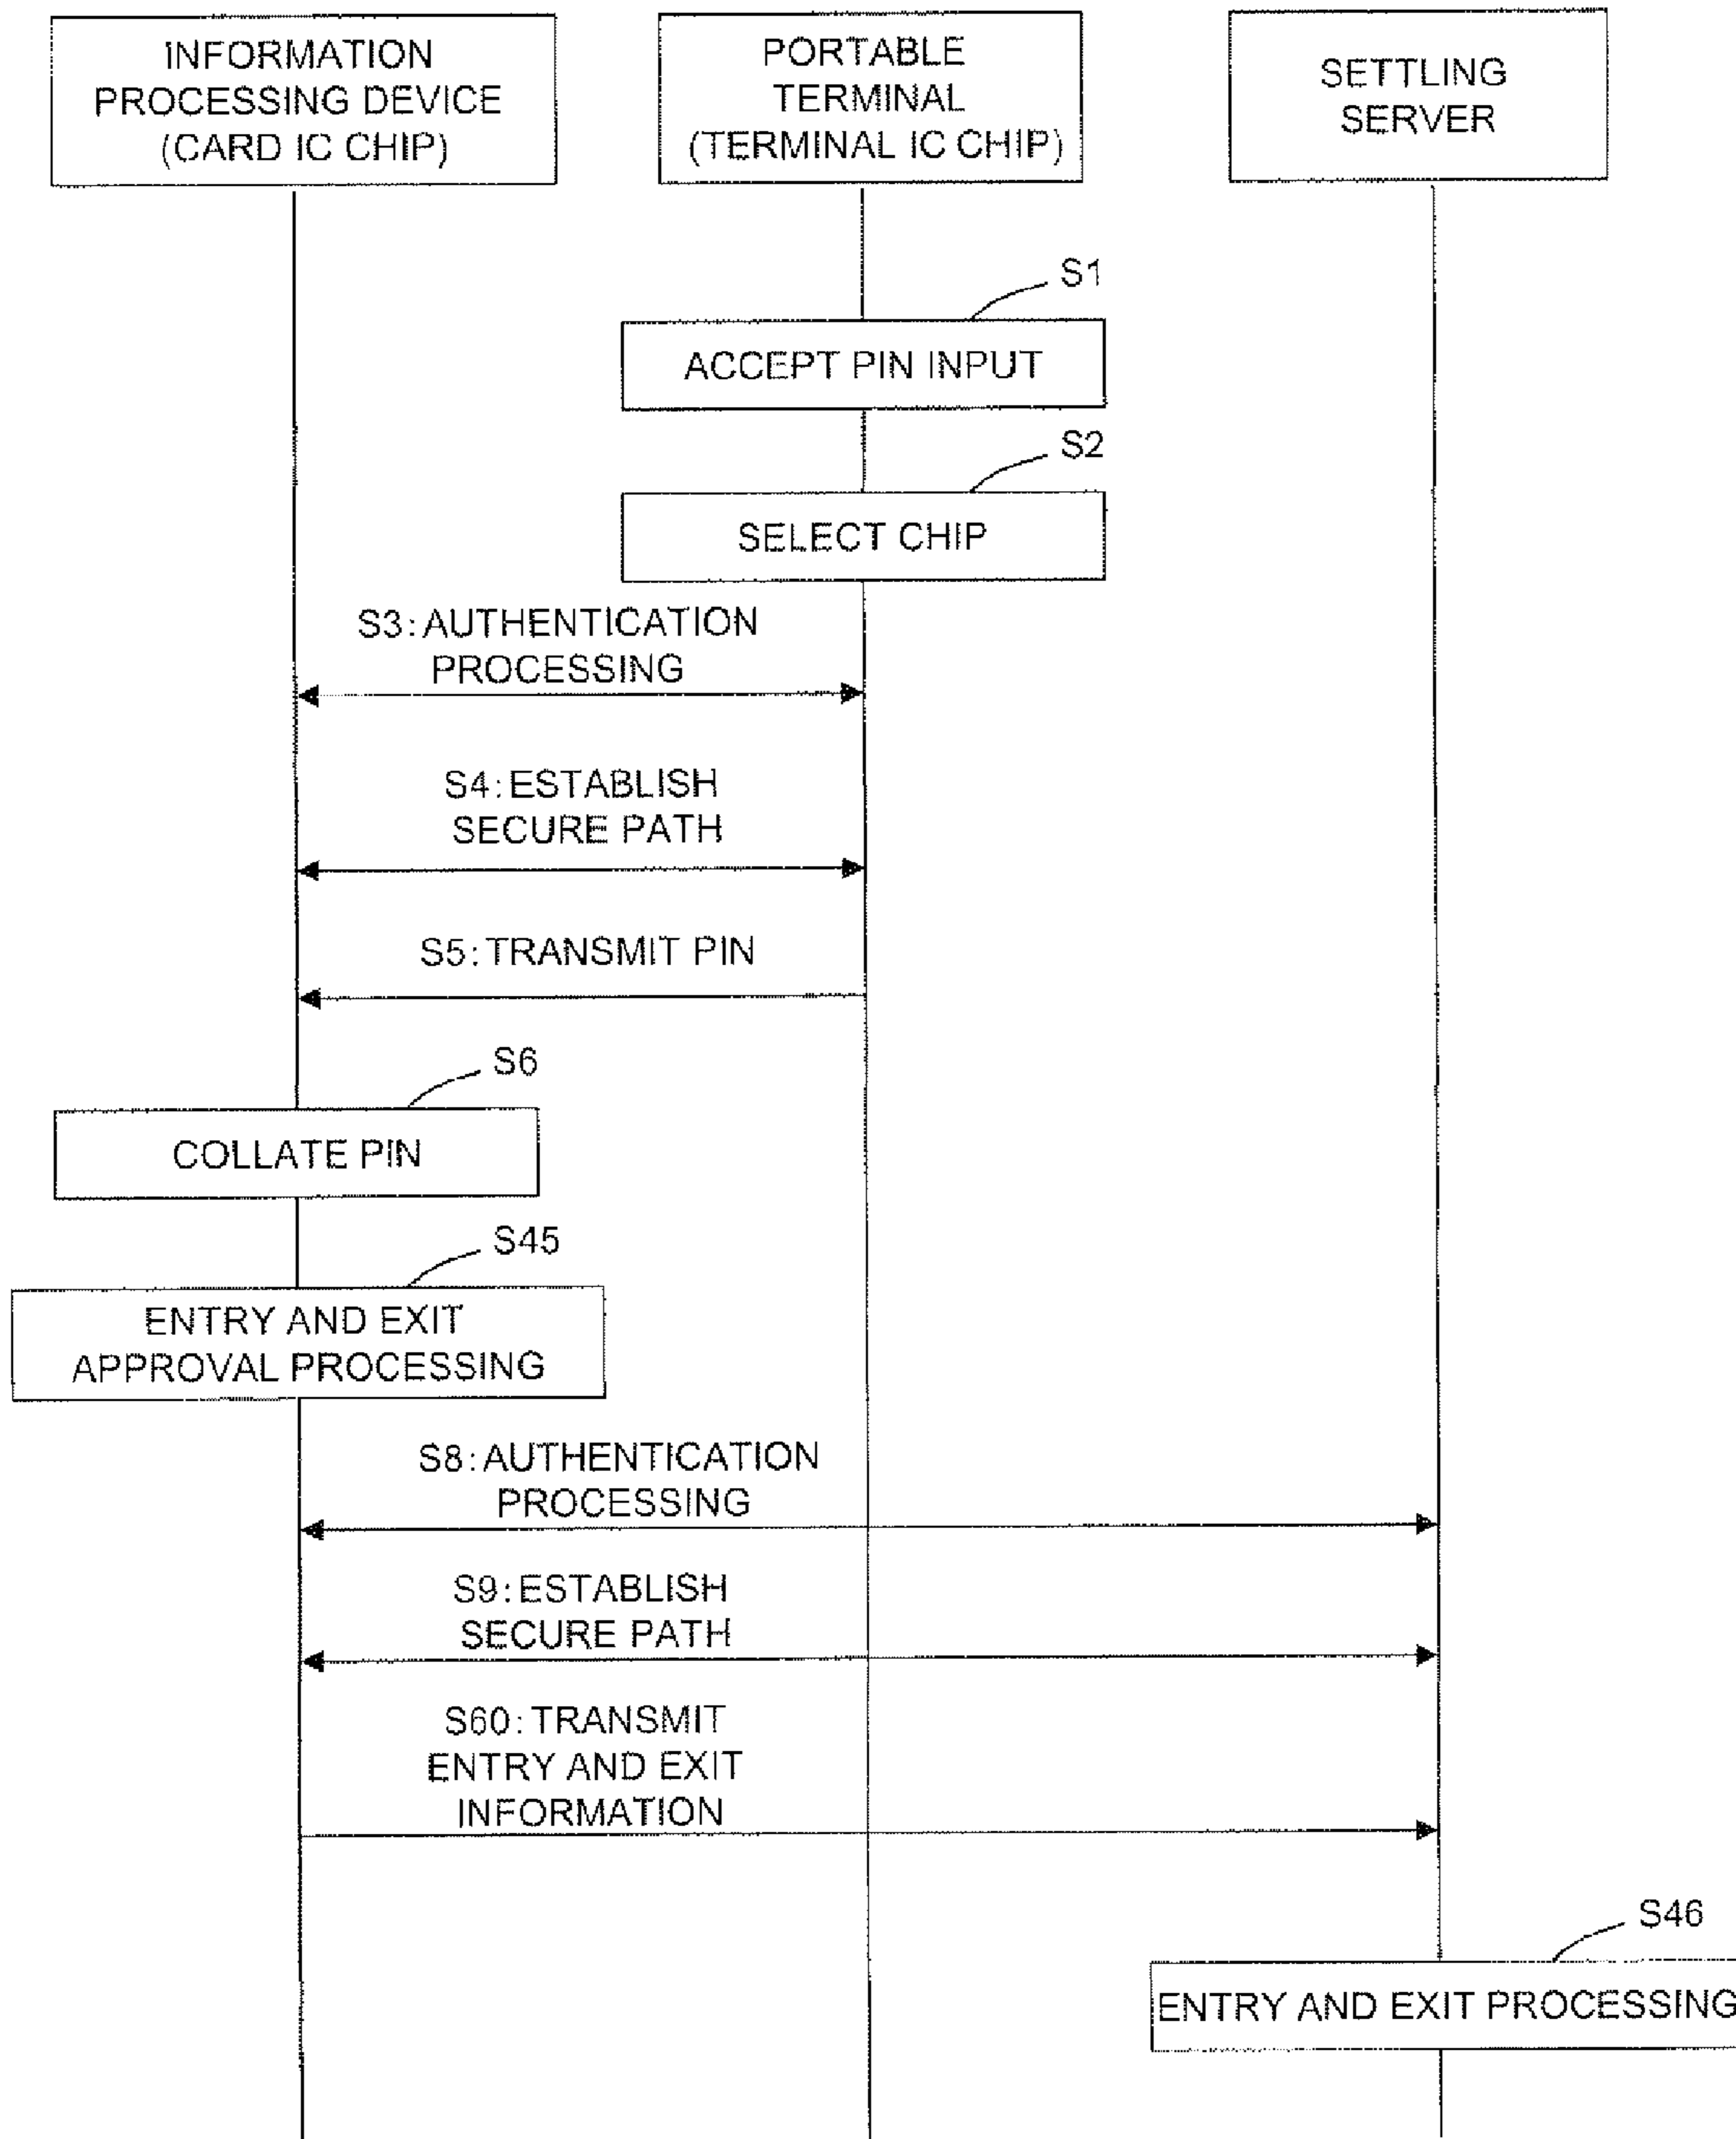 INFORMATION
PROCESSING DEVICE
(CARD IC CHIP)
PORTABLE
TERMINAL
(TERMINAL IC CHIP)
SETTLING
SERVER
S1
ACCEPT PIN INPUT
S2
SELECT CHIP
S3:AUTHENTICATION
PROCESSING
S4:ESTABLISH
SECURE PATH
S5:TRANSMIT PIN
S6
COLLATE PIN
S45
ENTRY AND EXIT
APPROVAL PROCESSING
S8:AUTHENTICATION
PROCESSING
S9:ESTABLISH
SECURE PATH
S60:TRANSMIT
ENTRY AND EXIT
INFORMATION
S46
ENTRY AND EXIT PROCESSING